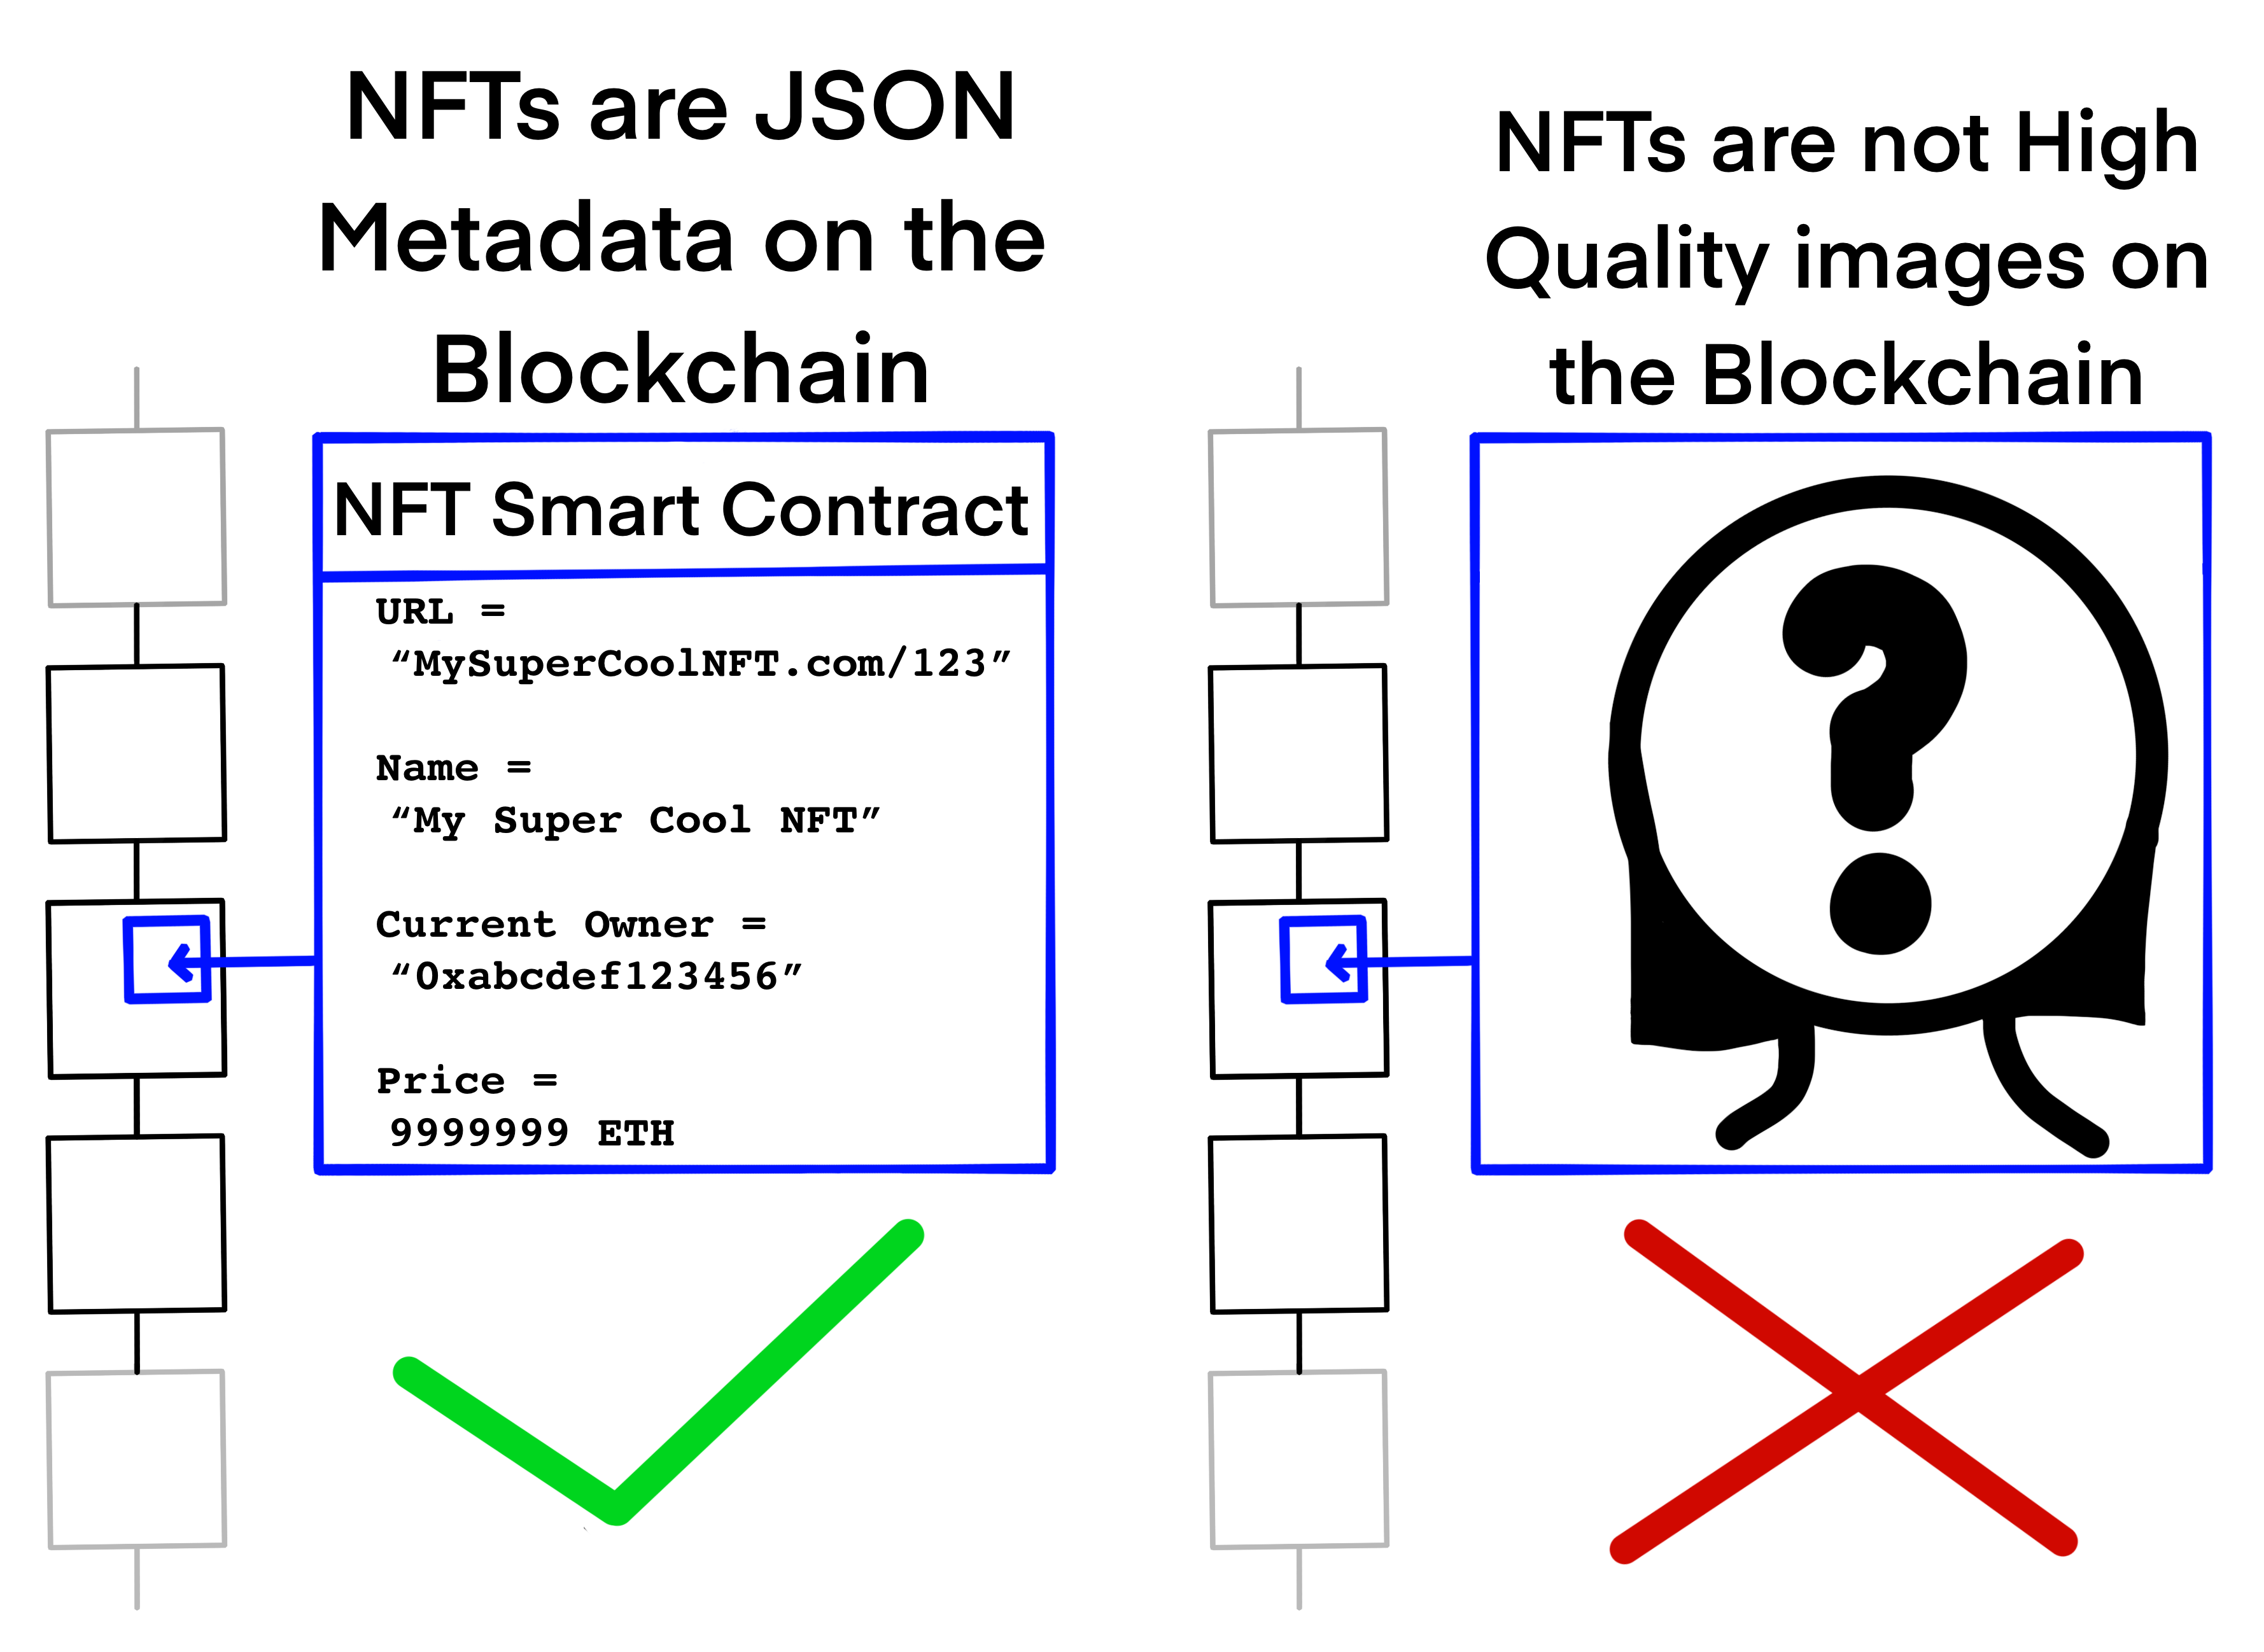 NFTs are JSON
Metadata on the
Blockchain
NFT Smart Contract
URL =
“MySuperCoolNFT.com/123”
Name =
“My Super Cool NFT”
Current Owner =
“0xabcdef123456”
Price =
9999999 ETH
NFTs are not High
Quality images on
the Blockchain
?